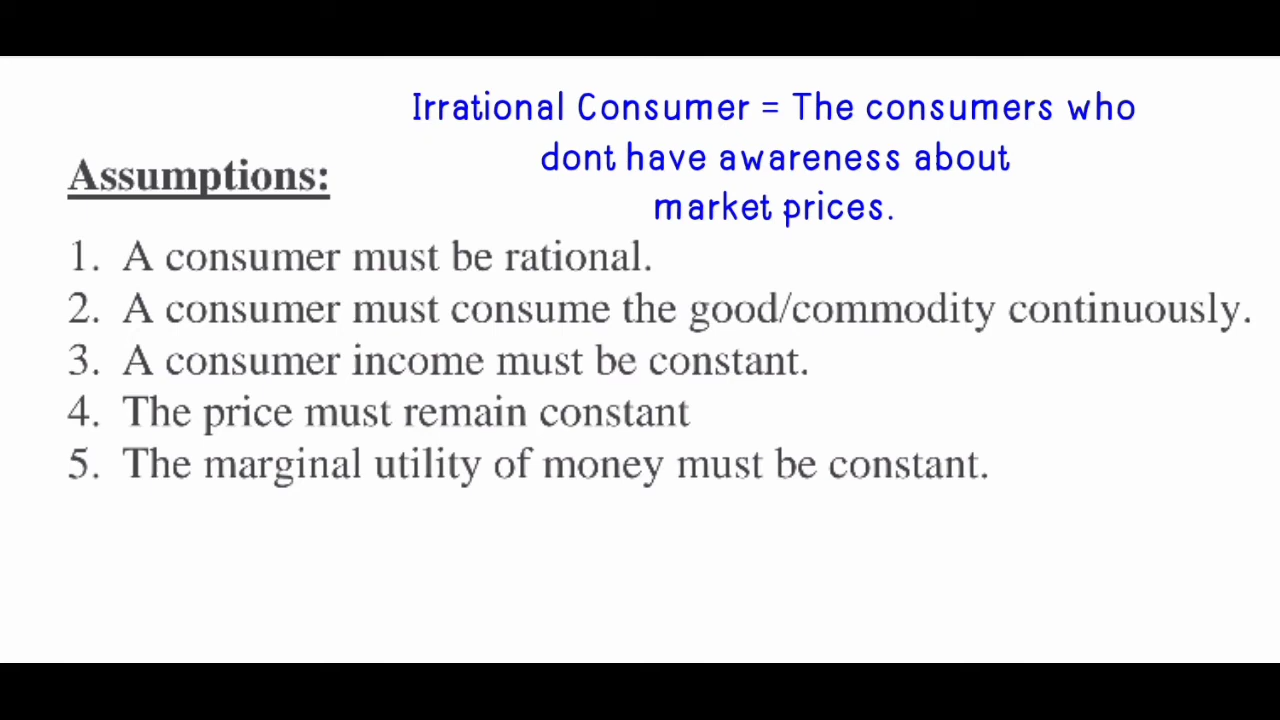 Irrational Consumer = The consumers who
dont have awareness about
market prices.
Assumptions:
1. A consumer must be rational.
2. A consumer must consume the good/commodity continuously.
3. A consumer income must be constant.
4. The price must remain constant
5. The marginal utility of money must be constant.